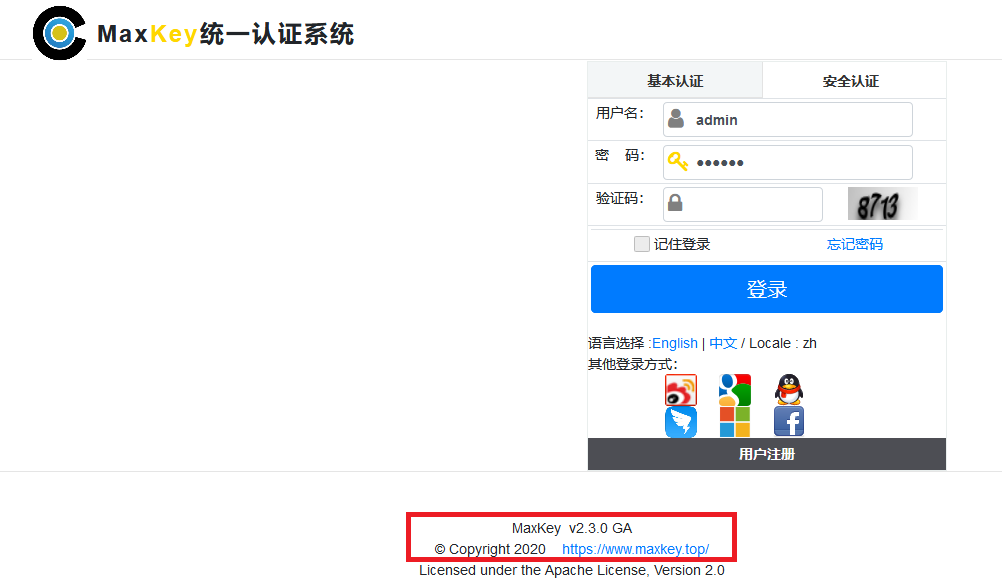 MaxKey统一认证系统
基本认证 安全认证
用户名： admin
密 码： ••••••
验证码： 8713
记住登录 忘记密码
登录
语言选择 :English | 中文 / Locale : zh
其他登录方式：
用户注册
MaxKey v2.3.0 GA
© Copyright 2020 https://www.maxkey.top/
Licensed under the Apache License, Version 2.0